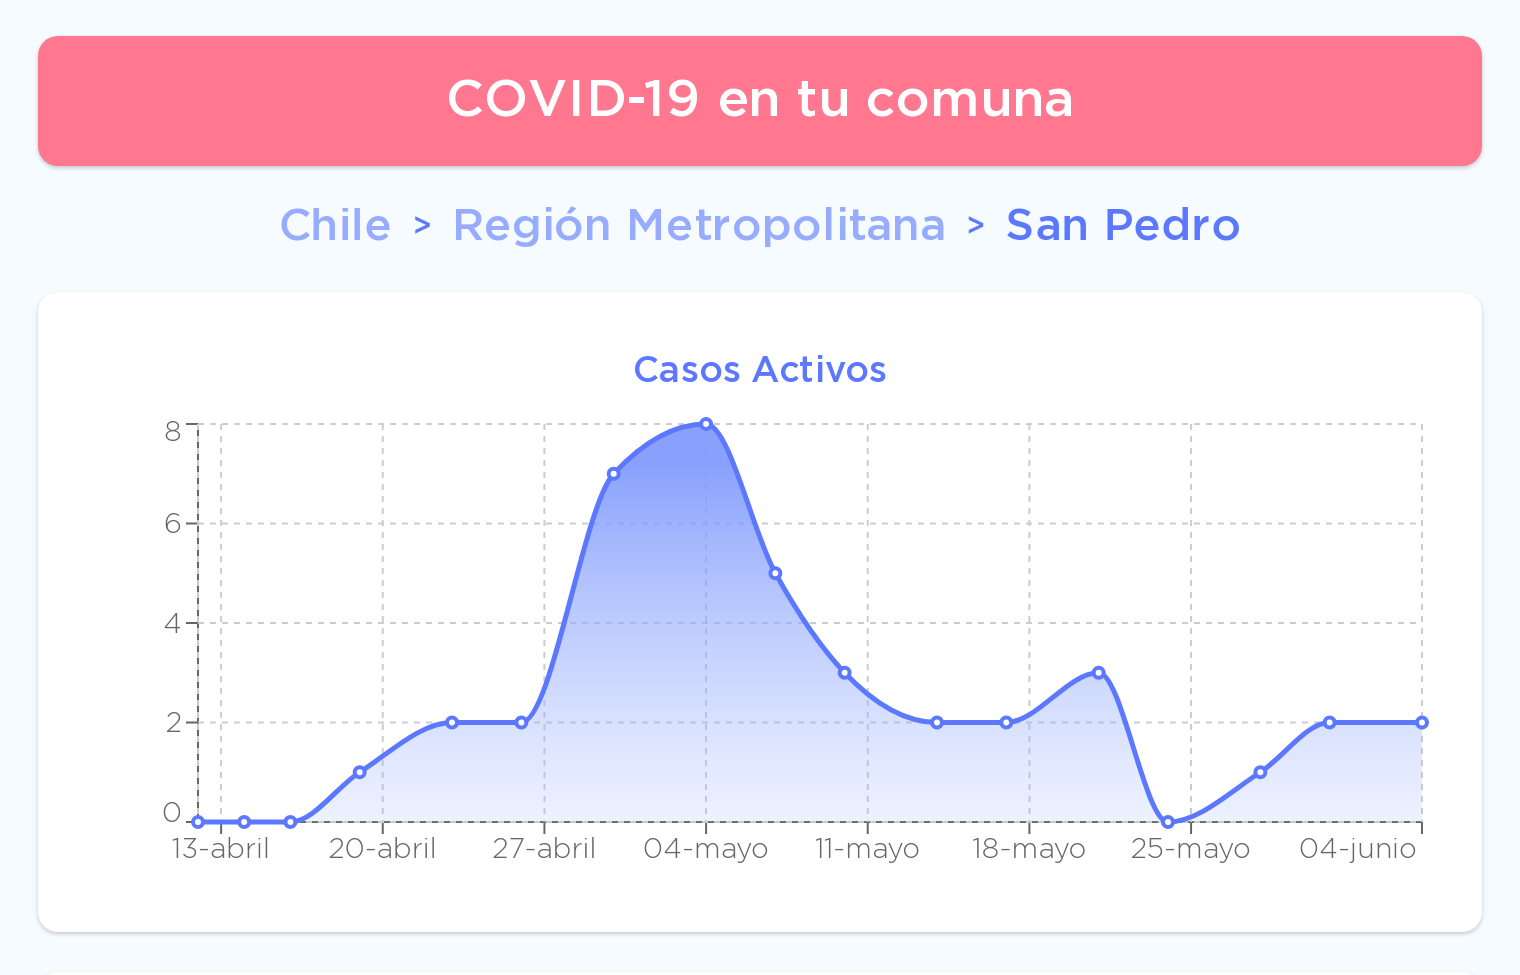 COVID-19 en tu comuna
Chile > Región Metropolitana > San Pedro
Casos Activos
8
6
4
2
0
13-abril 20-abril 27-abril 04-mayo 11-mayo 18-mayo 25-mayo 04-junio